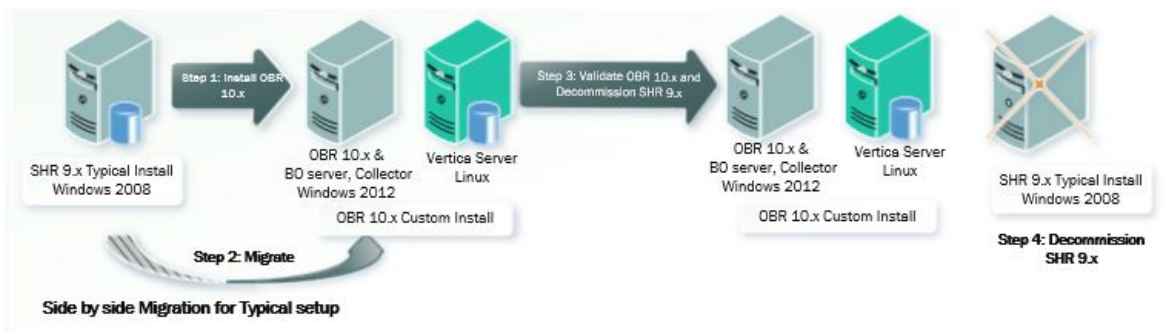 Step 1: Install OBR
10.x
Step 3: Validate OBR 10.x and
Decommission SHR 9.x
SHR 9.x Typical Install
Windows 2008
OBR 10.x &
BO server, Collector
Windows 2012
Vertica Server
Linux
OBR 10.x Custom Install
OBR 10.x &
BO server, Collector
Windows 2012
Vertica Server
Linux
OBR 10.x Custom Install
SHR 9.x Typical Install
Windows 2008
Step 4: Decommission
SHR 9.x
Step 2: Migrate
Side by side Migration for Typical setup